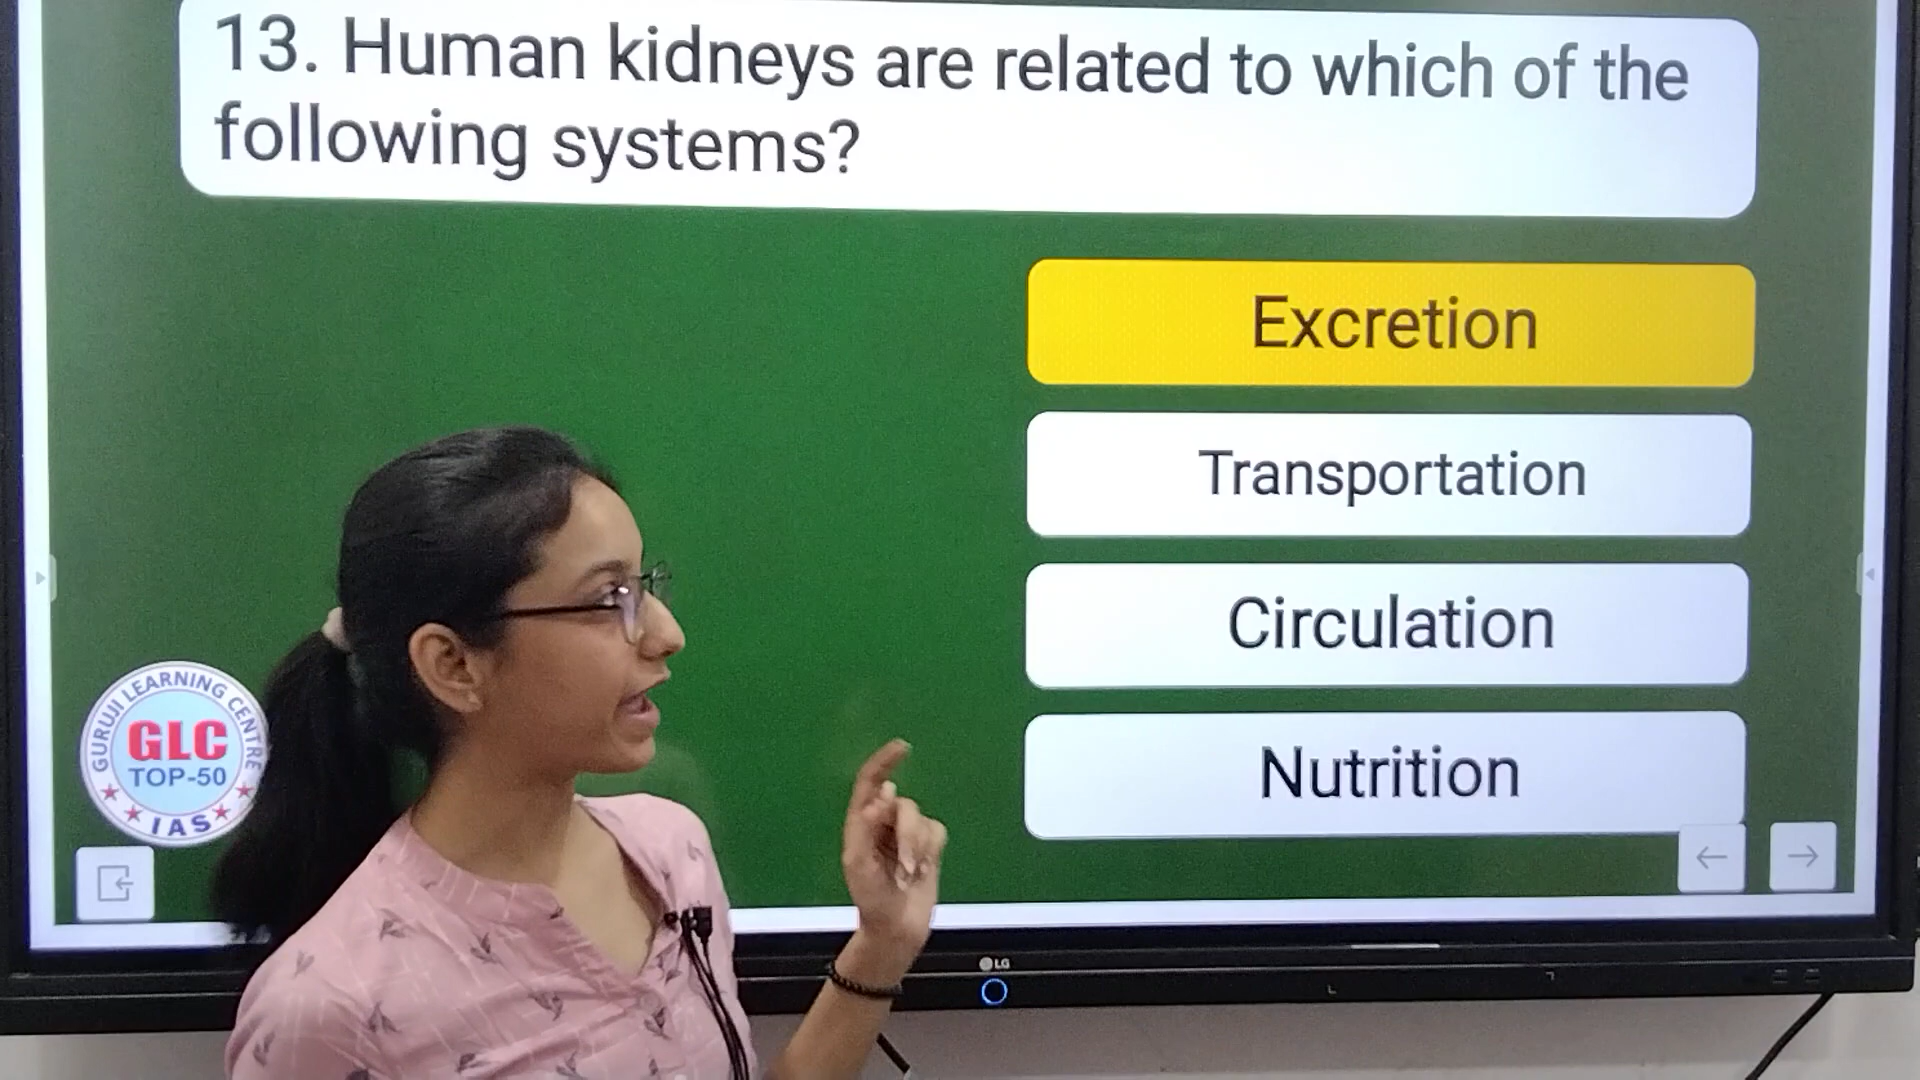 13. Human kidneys are related to which of the
following systems?
Excretion
Transportation
Circulation
Nutrition
GURUJI LEARNING CENTRE
GLC
TOP-50
IAS
LG